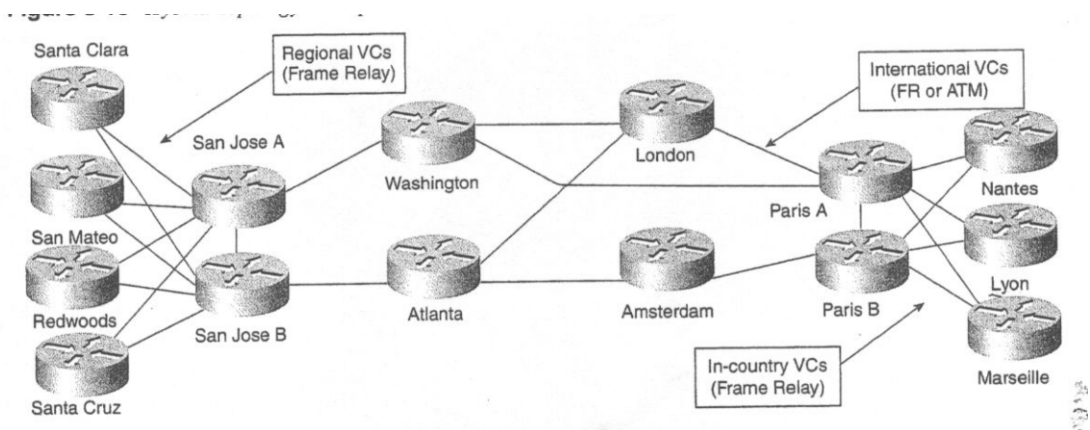 Santa Clara
Regional VCs
(Frame Relay)
San Jose A
San Mateo
Redwoods
San Jose B
Santa Cruz
Washington
Atlanta
London
Amsterdam
International VCs
(FR or ATM)
Paris A
Paris B
Nantes
Lyon
Marseille
In-country VCs
(Frame Relay)